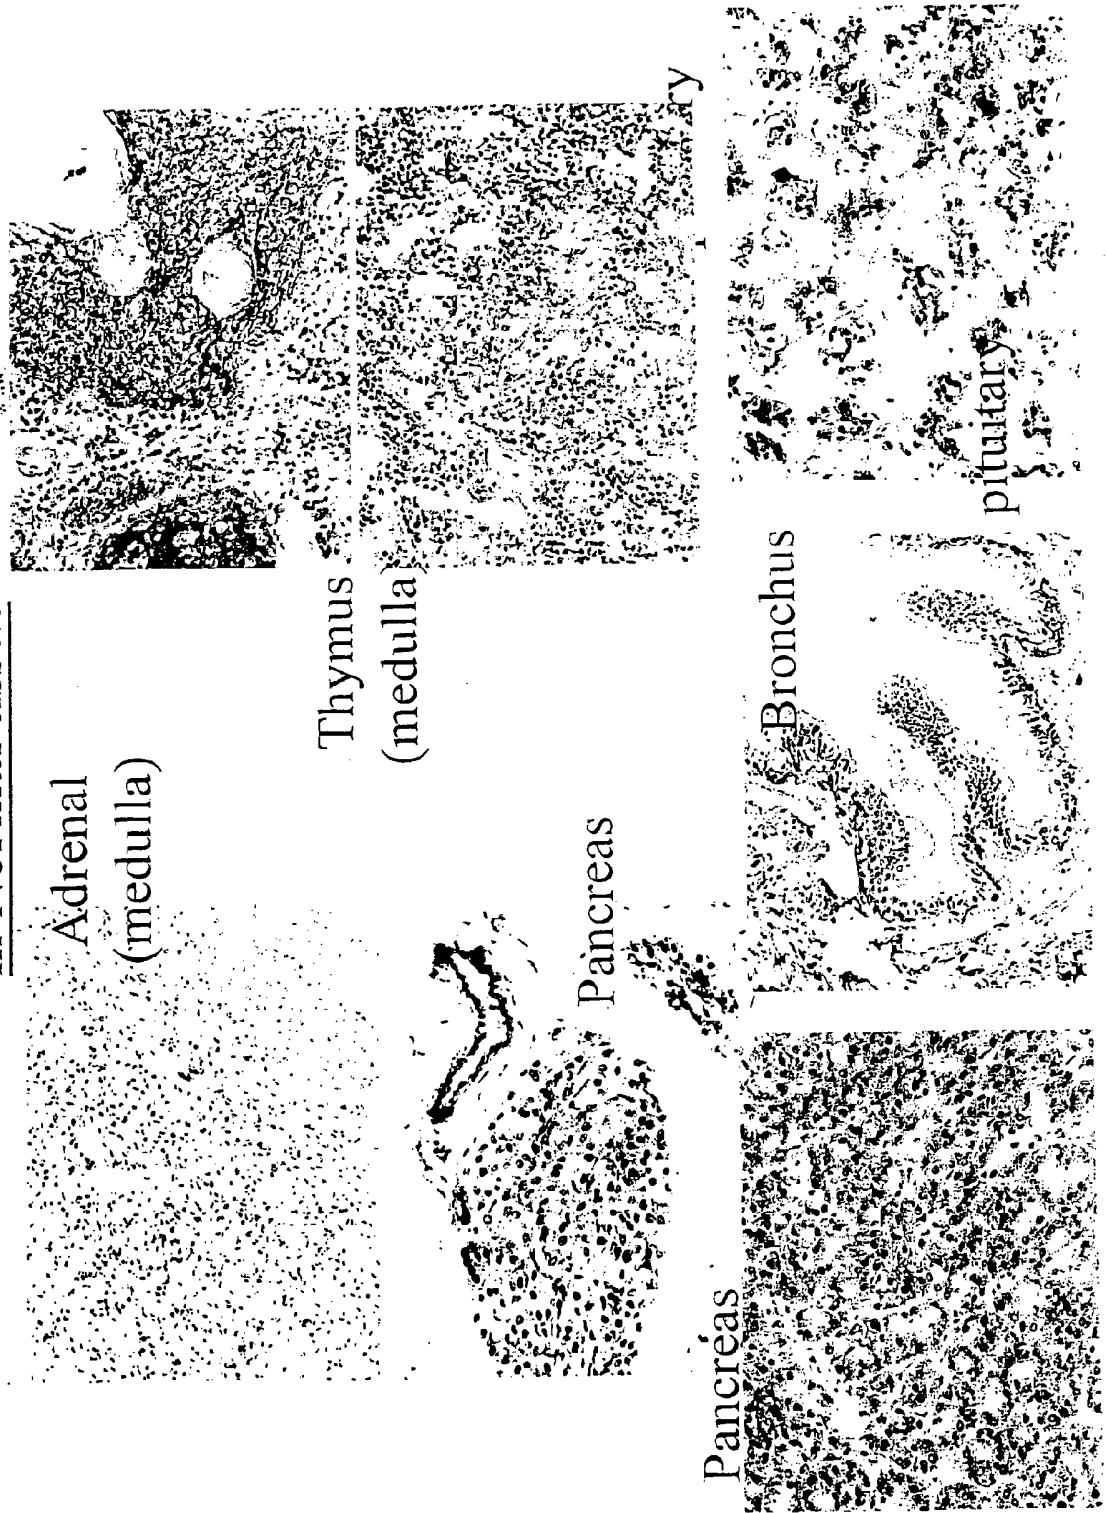 Adrenal
(medulla)
Thymus
(medulla)
Pancreas
Pancreas
Bronchus
pituitary